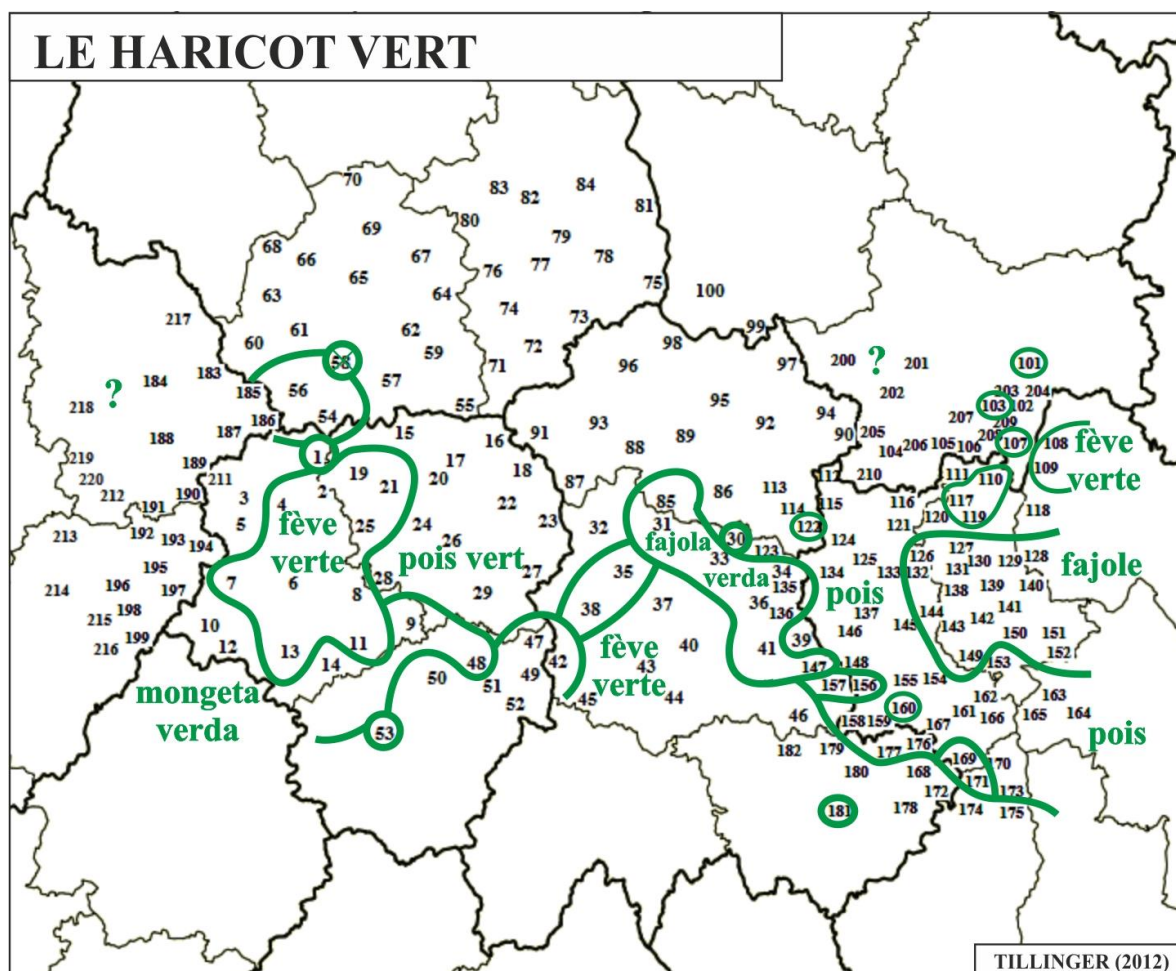 LE HARICOT VERT
70
83 82 84
80 81
69
68 66 67 79 78
76 77
65 75
63 64 74 100
217 73 99
61 62
60 59 72 98
58 97 200 ? 201 101
183 71 96
184 ? 57
185 56 202 203 204
218 55 95 103 102
186 54 94 207 209
187 15 16 91 93 92
188 1 88 89 90 205 206 105 106 208 107 108 fève
104 verte
219 189 19 17 18
220 211 20 87 112 210 111 110 109
212 190 3 2 21 86 113 116 117 118
191 4 22 85 114 115
213 192 5 fève 25 24 23 32 31 122 121 120 119
193 194 verte 26 fajola 30 124
195 33 123 126 127 128
214 196 197 7 6 28 pois vert 27 35 verda 34 134 125 133 132 131 130 129 fajole
8 29 135 pois 138 139 140
215 198 38 37 36 136 137 144 141
199 10 9 146 145 143 142
216 12 13 11 47 fève 40 41 39 150 151
14 48 42 verte 43 147 148 149 153 152
mongeta 50 49 157 156 155 154
verda 51 45 44 162 163
52 46 158 159 160 161 166 165 164
53 167 pois
182 179 177 176
180 168 169 170
171
172 173
181 178 174 175
TILLINGER (2012)